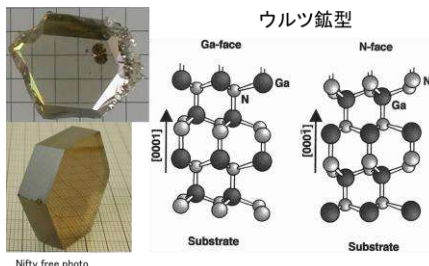 ウルツ鉱型
Ga-face
N-face
Ga
N
N
Ga
[0001]
[0001̄]
Substrate
Substrate
Nifty free photo